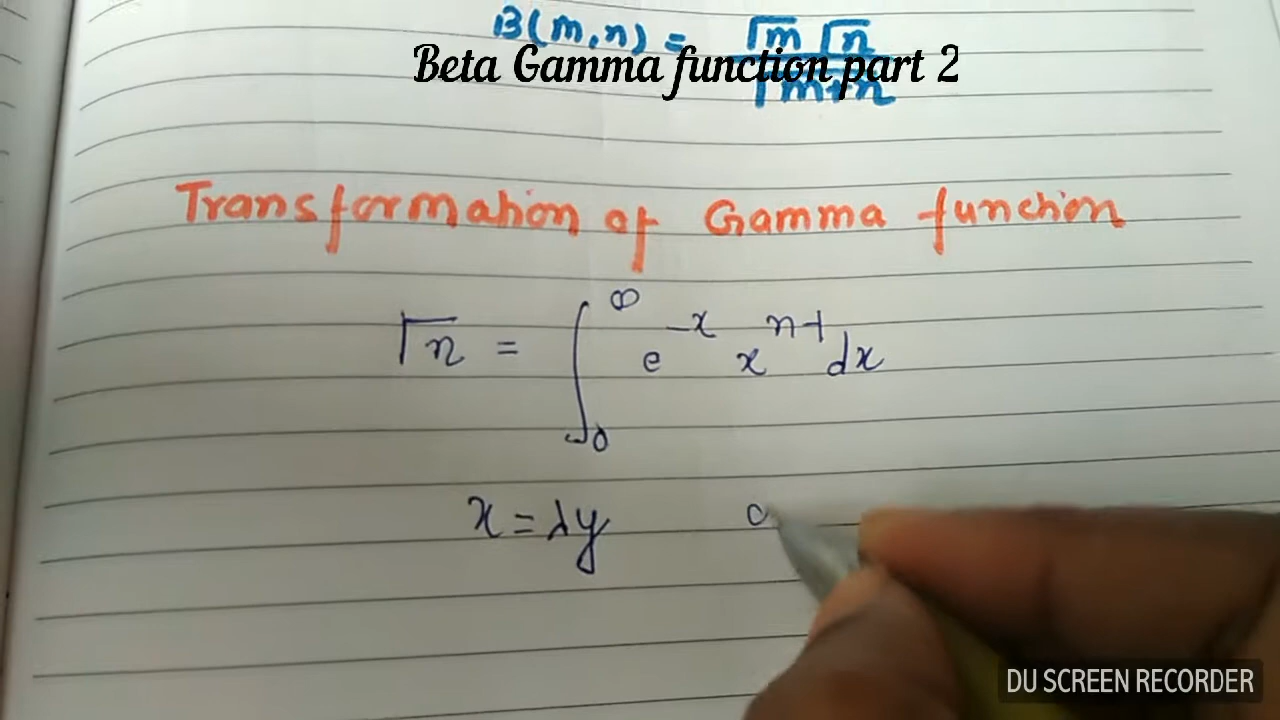 B(m,n) = Γm Γn / Γm+n
Beta Gamma function part 2
Transformation of Gamma function
Γn = ∫₀^∞ e^-x x^n-1 dx
x = λy
DU SCREEN RECORDER